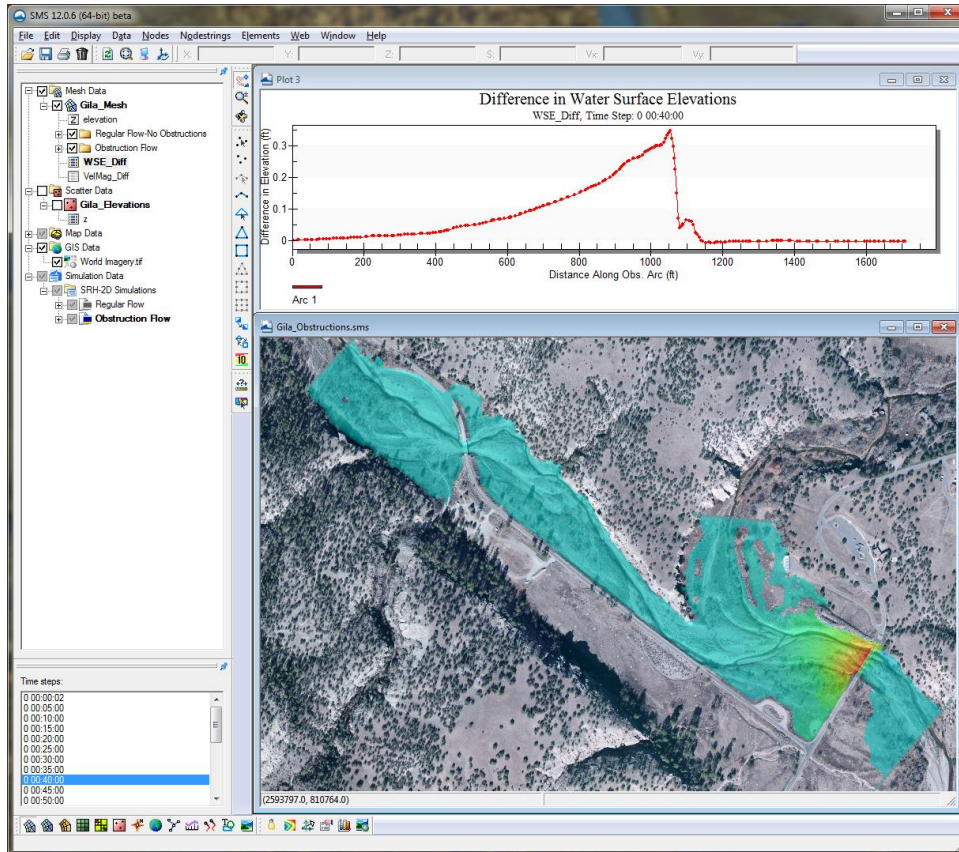 SMS 12.0.6 (64-bit) beta
File Edit Display Data Nodes Nodestrings Elements Web Window Help
X: Y: Z: S: Vx: Vy:
Mesh Data
Gila_Mesh
elevation
Regular Flow-No Obstructions
Obstruction Flow
WSE_Diff
VelMag_Diff
Scatter Data
Gila_Elevations
z
Map Data
GIS Data
World Imagery.tif
Simulation Data
SRH-2D Simulations
Regular Flow
Obstruction Flow
Time steps:
0 00:00:02
0 00:05:00
0 00:10:00
0 00:15:00
0 00:20:00
0 00:25:00
0 00:30:00
0 00:35:00
0 00:40:00
0 00:45:00
0 00:50:00
10
Plot 3
Difference in Water Surface Elevations
WSE_Diff, Time Step: 0 00:40:00
Difference in Elevation (ft)
0.3
0.2
0.1
0
0 200 400 600 800 1000 1200 1400 1600
Distance Along Obs. Arc (ft)
Arc 1
Gila_Obstructions.sms
(2593797.0, 810764.0)